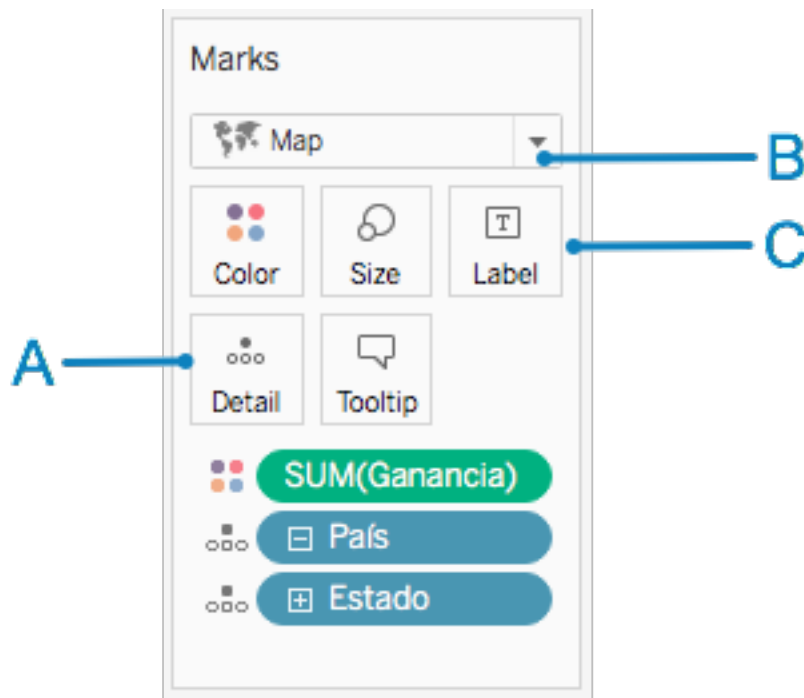 Marks
Map
B
Color Size T Label
C
A
Detail Tooltip
SUM(Ganancia)
País
Estado